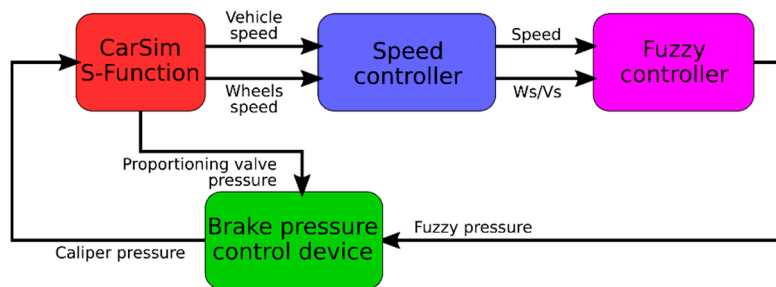 CarSim
S-Function
Vehicle
speed
Wheels
speed
Speed
controller
Speed
Ws/Vs
Fuzzy
controller
Proportioning valve
pressure
Brake pressure
control device
Caliper pressure
Fuzzy pressure